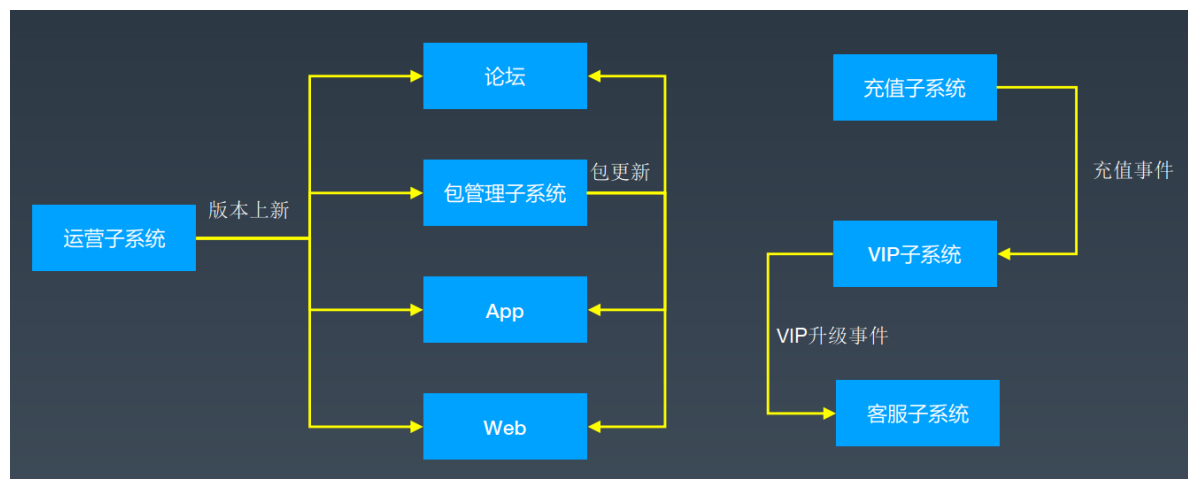 运营子系统
版本上新
论坛
包管理子系统
包更新
App
Web
充值子系统
充值事件
VIP子系统
VIP升级事件
客服子系统